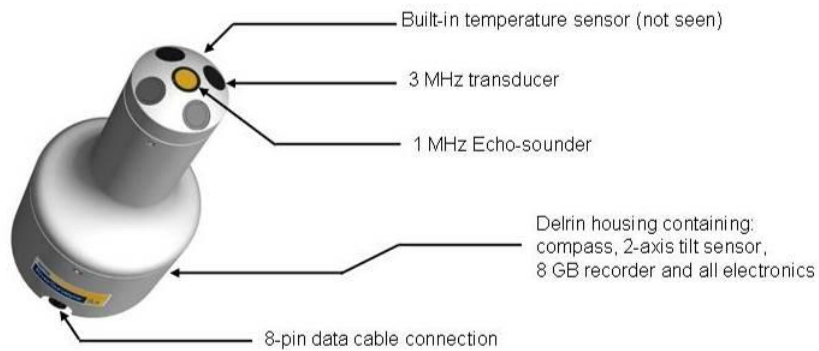 Built-in temperature sensor (not seen)
3 MHz transducer
1 MHz Echo-sounder
Delrin housing containing:
compass, 2-axis tilt sensor,
8 GB recorder and all electronics
8-pin data cable connection